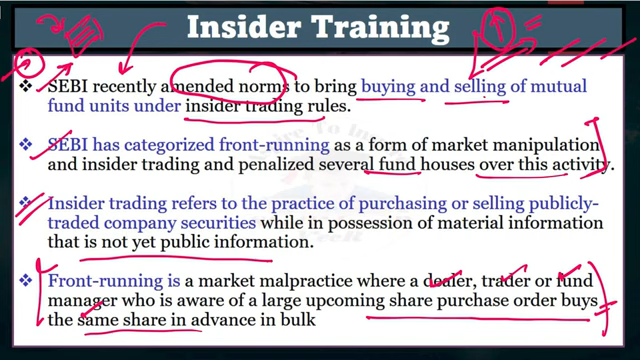 Insider Training
❖ SEBI recently amended norms to bring buying and selling of mutual
fund units under insider trading rules.
❖ SEBI has categorized front-running as a form of market manipulation
and insider trading and penalized several fund houses over this activity.
❖ Insider trading refers to the practice of purchasing or selling publicly-
traded company securities while in possession of material information
that is not yet public information.
❖ Front-running is a market malpractice where a dealer, trader or fund
manager who is aware of a large upcoming share purchase order buys
the same share in advance in bulk